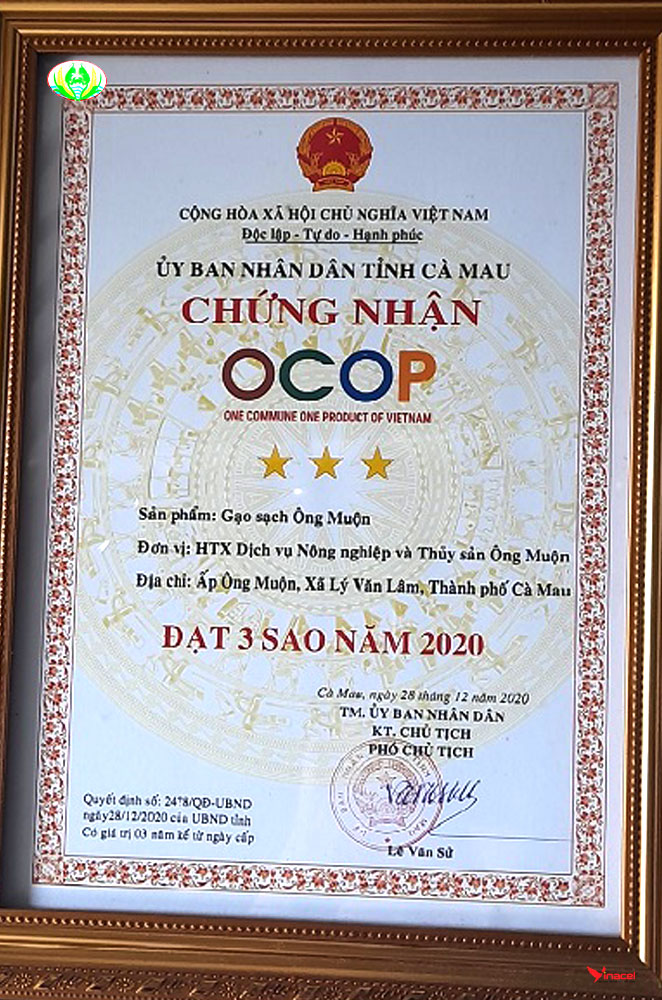 CỘNG HÒA XÃ HỘI CHỦ NGHĨA VIỆT NAM
Độc lập - Tự do - Hạnh phúc
ỦY BAN NHÂN DÂN TỈNH CÀ MAU
CHỨNG NHẬN
OCOP
ONE COMMUNE ONE PRODUCT OF VIETNAM
Sản phẩm: Gạo sạch Ông Muộn
Đơn vị: HTX Dịch vụ Nông nghiệp và Thủy sản Ông Muộn
Địa chỉ: Ấp Ông Muộn, Xã Lý Văn Lâm, Thành phố Cà Mau
ĐẠT 3 SAO NĂM 2020
Cà Mau, ngày 28 tháng 12 năm 2020
TM. ỦY BAN NHÂN DÂN
KT. CHỦ TỊCH
PHÓ CHỦ TỊCH
Quyết định số: 2478/QĐ-UBND
ngày28/12/2020 của UBND tỉnh
Có giá trị 03 năm kể từ ngày cấp
Lê Văn Sử
Vinacel